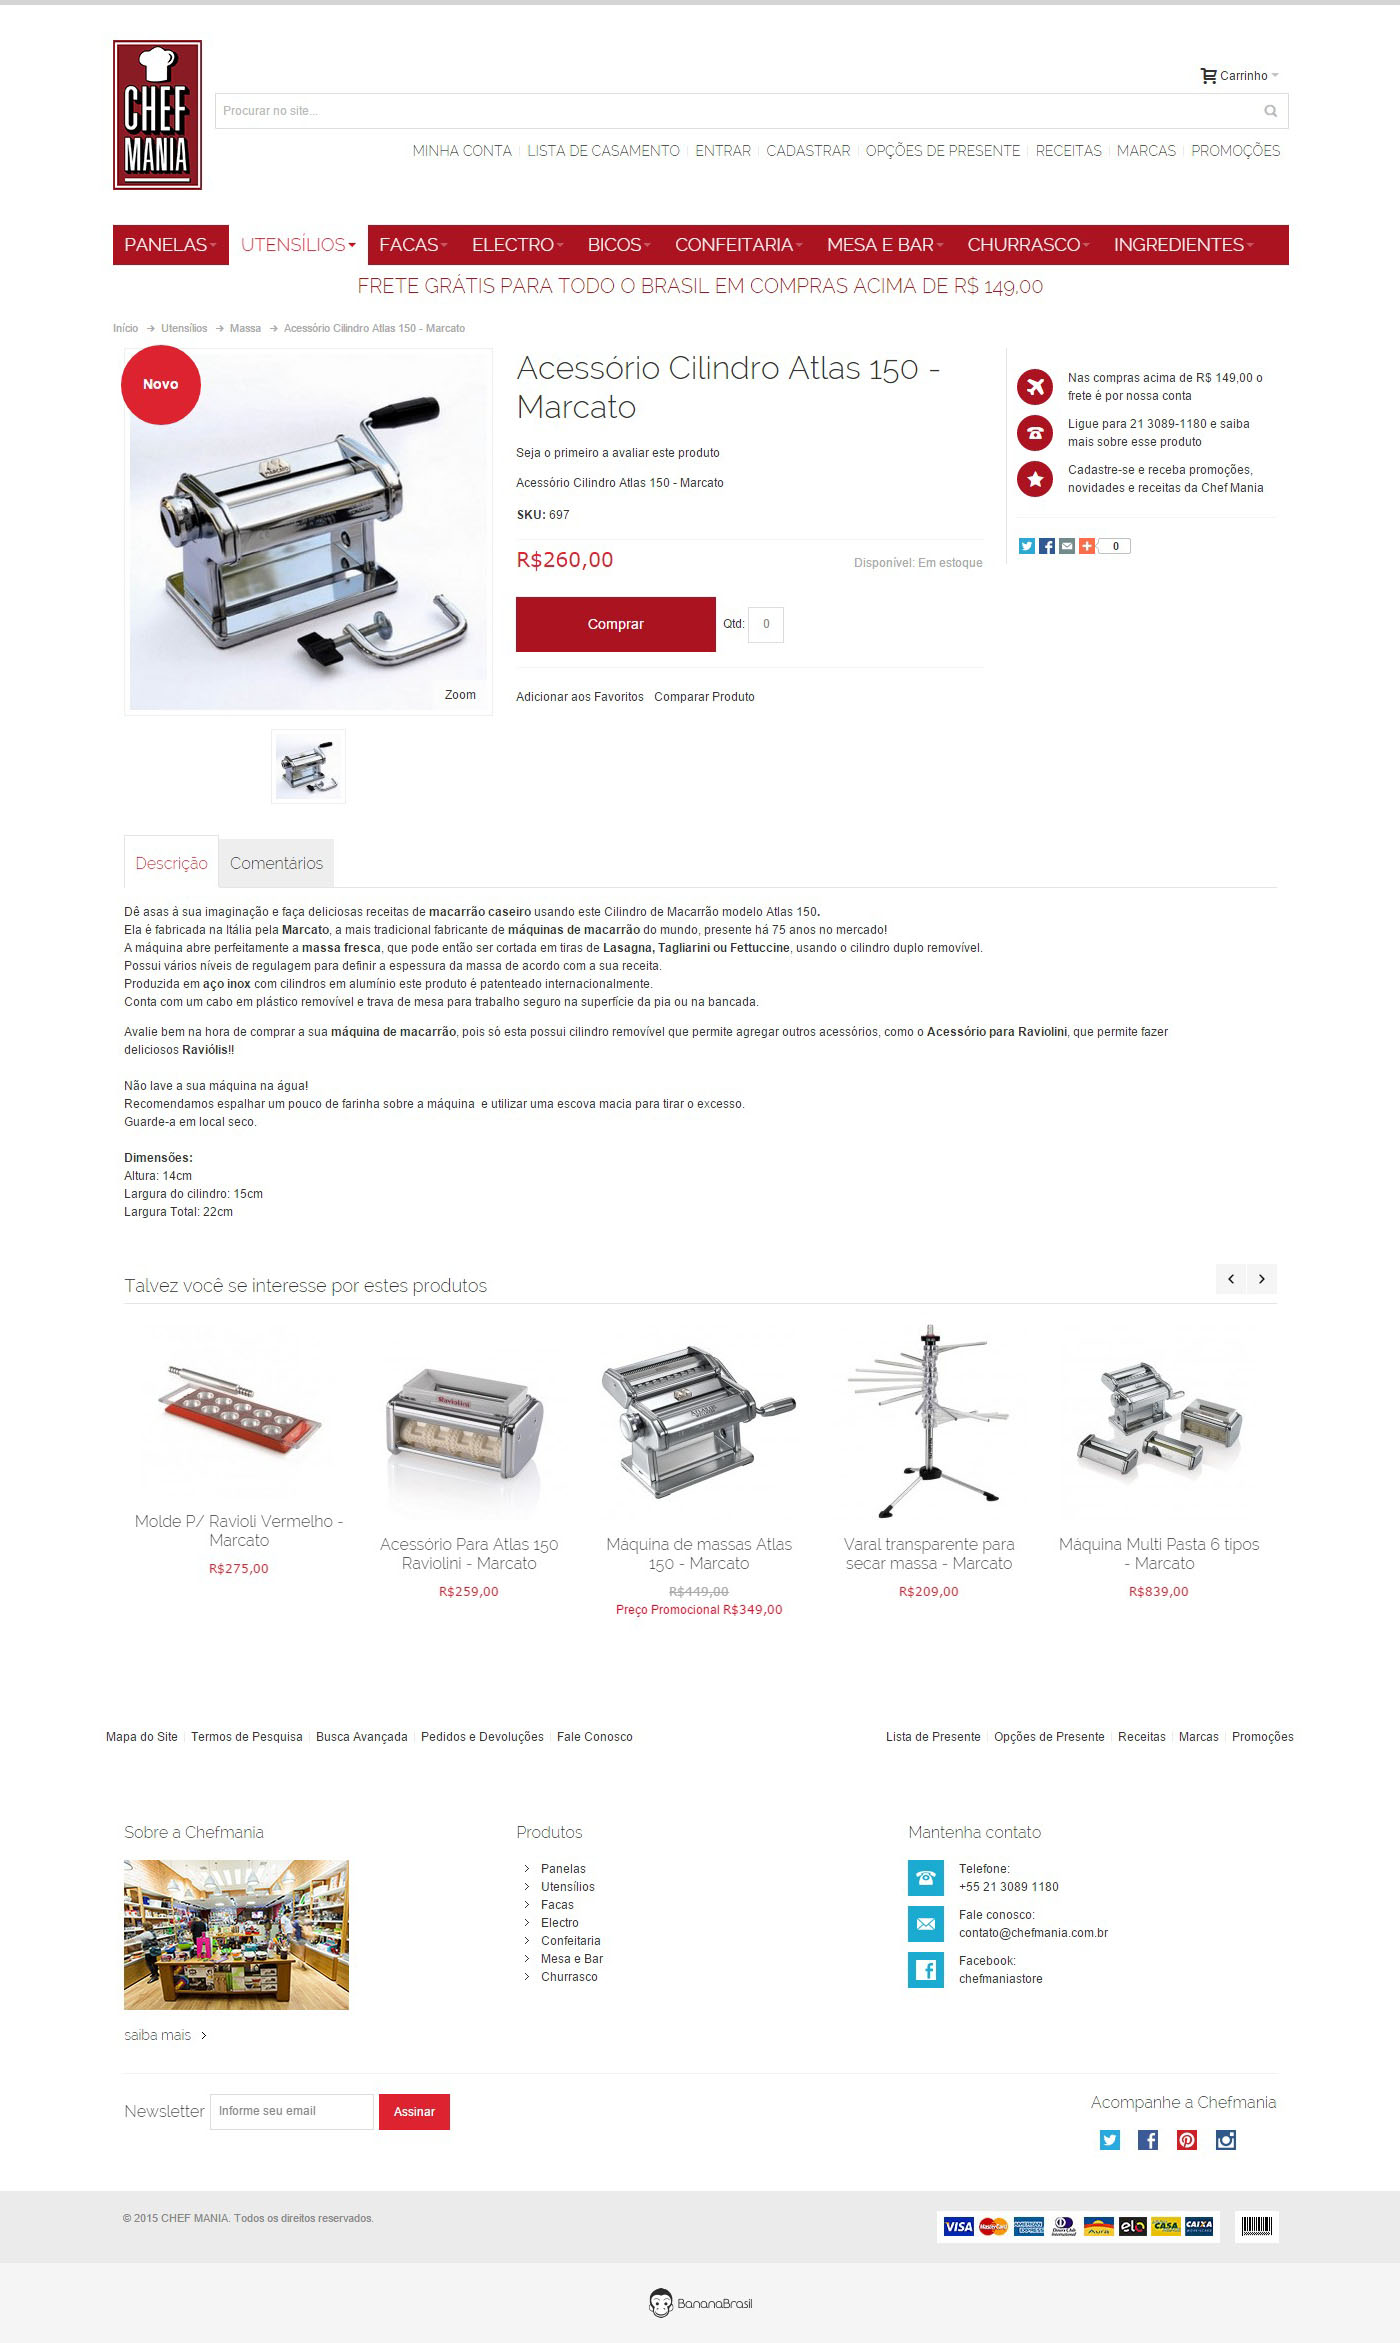 CHEF
MANIA
Carrinho
Procurar no site...
MINHA CONTA LISTA DE CASAMENTO ENTRAR CADASTRAR OPÇÕES DE PRESENTE RECEITAS MARCAS PROMOÇÕES
PANELAS UTENSÍLIOS FACAS ELECTRO BICOS CONFEITARIA MESA E BAR CHURRASCO INGREDIENTES
FRETE GRÁTIS PARA TODO O BRASIL EM COMPRAS ACIMA DE R$ 149,00
Início Utensílios Massa Acessório Cilindro Atlas 150 - Marcato
Novo
Zoom
Acessório Cilindro Atlas 150 -
Marcato
Seja o primeiro a avaliar este produto
Acessório Cilindro Atlas 150 - Marcato
SKU: 697
R$260,00
Disponível: Em estoque
Comprar
Qtd: 0
Adicionar aos Favoritos Comparar Produto
Nas compras acima de R$ 149,00 o
frete é por nossa conta
Ligue para 21 3089-1180 e saiba
mais sobre esse produto
Cadastre-se e receba promoções,
novidades e receitas da Chef Mania
0
Descrição Comentários
Dê asas à sua imaginação e faça deliciosas receitas de macarrão caseiro usando este Cilindro de Macarrão modelo Atlas 150.
Ela é fabricada na Itália pela Marcato, a mais tradicional fabricante de máquinas de macarrão do mundo, presente há 75 anos no mercado!
A máquina abre perfeitamente a massa fresca, que pode então ser cortada em tiras de Lasagna, Tagliarini ou Fettuccine, usando o cilindro duplo removível.
Possui vários níveis de regulagem para definir a espessura da massa de acordo com a sua receita.
Produzida em aço inox com cilindros em alumínio este produto é patenteado internacionalmente.
Conta com um cabo em plástico removível e trava de mesa para trabalho seguro na superfície da pia ou na bancada.
Avalie bem na hora de comprar a sua máquina de macarrão, pois só esta possui cilindro removível que permite agregar outros acessórios, como o Acessório para Raviolini, que permite fazer
deliciosos Raviólis!!
Não lave a sua máquina na água!
Recomendamos espalhar um pouco de farinha sobre a máquina  e utilizar uma escova macia para tirar o excesso.
Guarde-a em local seco.
Dimensões:
Altura: 14cm
Largura do cilindro: 15cm
Largura Total: 22cm
Talvez você se interesse por estes produtos
Raviolini
Molde P/ Ravioli Vermelho -
Marcato
R$275,00
Acessório Para Atlas 150
Raviolini - Marcato
R$259,00
Máquina de massas Atlas
150 - Marcato
R$449,00
Preço Promocional R$349,00
Varal transparente para
secar massa - Marcato
R$209,00
Máquina Multi Pasta 6 tipos
- Marcato
R$839,00
Mapa do Site Termos de Pesquisa Busca Avançada Pedidos e Devoluções Fale Conosco
Lista de Presente Opções de Presente Receitas Marcas Promoções
Sobre a Chefmania
saiba mais
Produtos
Panelas
Utensílios
Facas
Electro
Confeitaria
Mesa e Bar
Churrasco
Mantenha contato
Telefone:
+55 21 3089 1180
Fale conosco:
contato@chefmania.com.br
Facebook:
chefmaniastore
Newsletter Informe seu email Assinar
Acompanhe a Chefmania
© 2015 CHEF MANIA. Todos os direitos reservados.
VISA MasterCard AMERICAN EXPRESS Diners Club International Aura elo CASA CAIXA
BananaBrasil